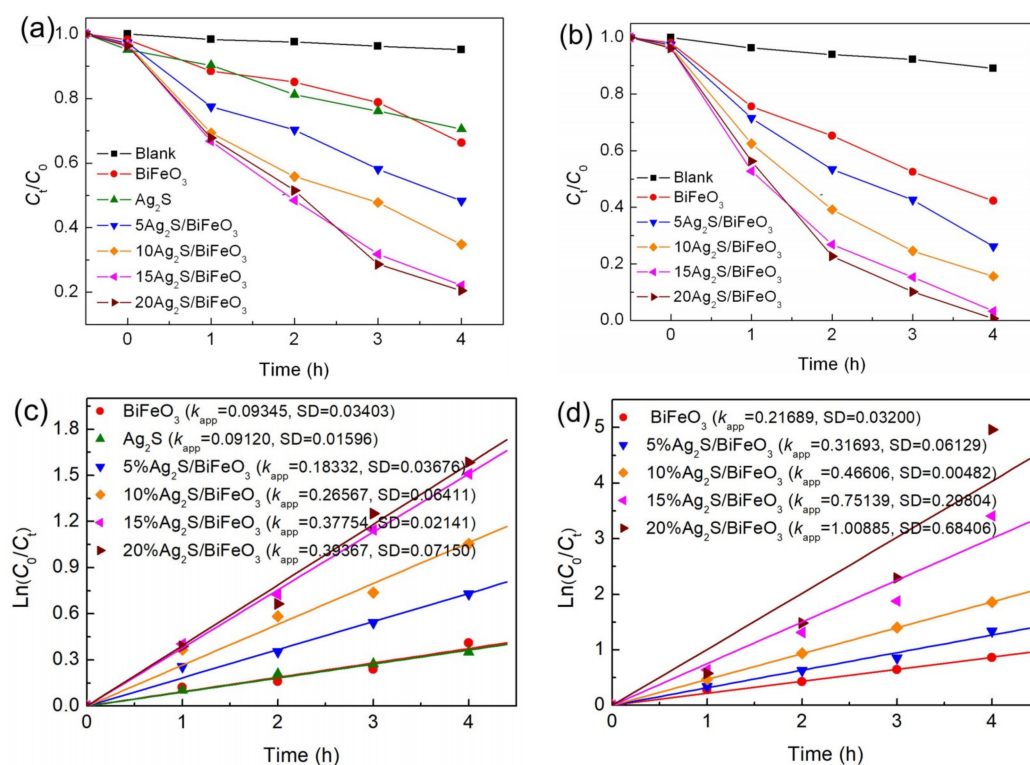 (a)
1.0
0.8
0.6
0.4
0.2
Cₜ/C₀
Blank
BiFeO₃
Ag₂S
5Ag₂S/BiFeO₃
10Ag₂S/BiFeO₃
15Ag₂S/BiFeO₃
20Ag₂S/BiFeO₃
0 1 2 3 4
Time (h)
(b)
1.0
0.8
0.6
0.4
0.2
0.0
Cₜ/C₀
Blank
BiFeO₃
5Ag₂S/BiFeO₃
10Ag₂S/BiFeO₃
15Ag₂S/BiFeO₃
20Ag₂S/BiFeO₃
0 1 2 3 4
Time (h)
(c)
1.8
1.5
1.2
0.9
0.6
0.3
0.0
Ln(C₀/Cₜ)
BiFeO₃ (kₐₚₚ=0.09345, SD=0.03403)
Ag₂S (kₐₚₚ=0.09120, SD=0.01596)
5%Ag₂S/BiFeO₃ (kₐₚₚ=0.18332, SD=0.03676)
10%Ag₂S/BiFeO₃ (kₐₚₚ=0.26567, SD=0.06411)
15%Ag₂S/BiFeO₃ (kₐₚₚ=0.37754, SD=0.02141)
20%Ag₂S/BiFeO₃ (kₐₚₚ=0.39367, SD=0.07150)
0 1 2 3 4
Time (h)
(d)
5
4
3
2
1
0
Ln(C₀/Cₜ)
BiFeO₃ (kₐₚₚ=0.21689, SD=0.03200)
5%Ag₂S/BiFeO₃ (kₐₚₚ=0.31693, SD=0.06129)
10%Ag₂S/BiFeO₃ (kₐₚₚ=0.46606, SD=0.00482)
15%Ag₂S/BiFeO₃ (kₐₚₚ=0.75139, SD=0.29804)
20%Ag₂S/BiFeO₃ (kₐₚₚ=1.00885, SD=0.68406)
0 1 2 3 4
Time (h)